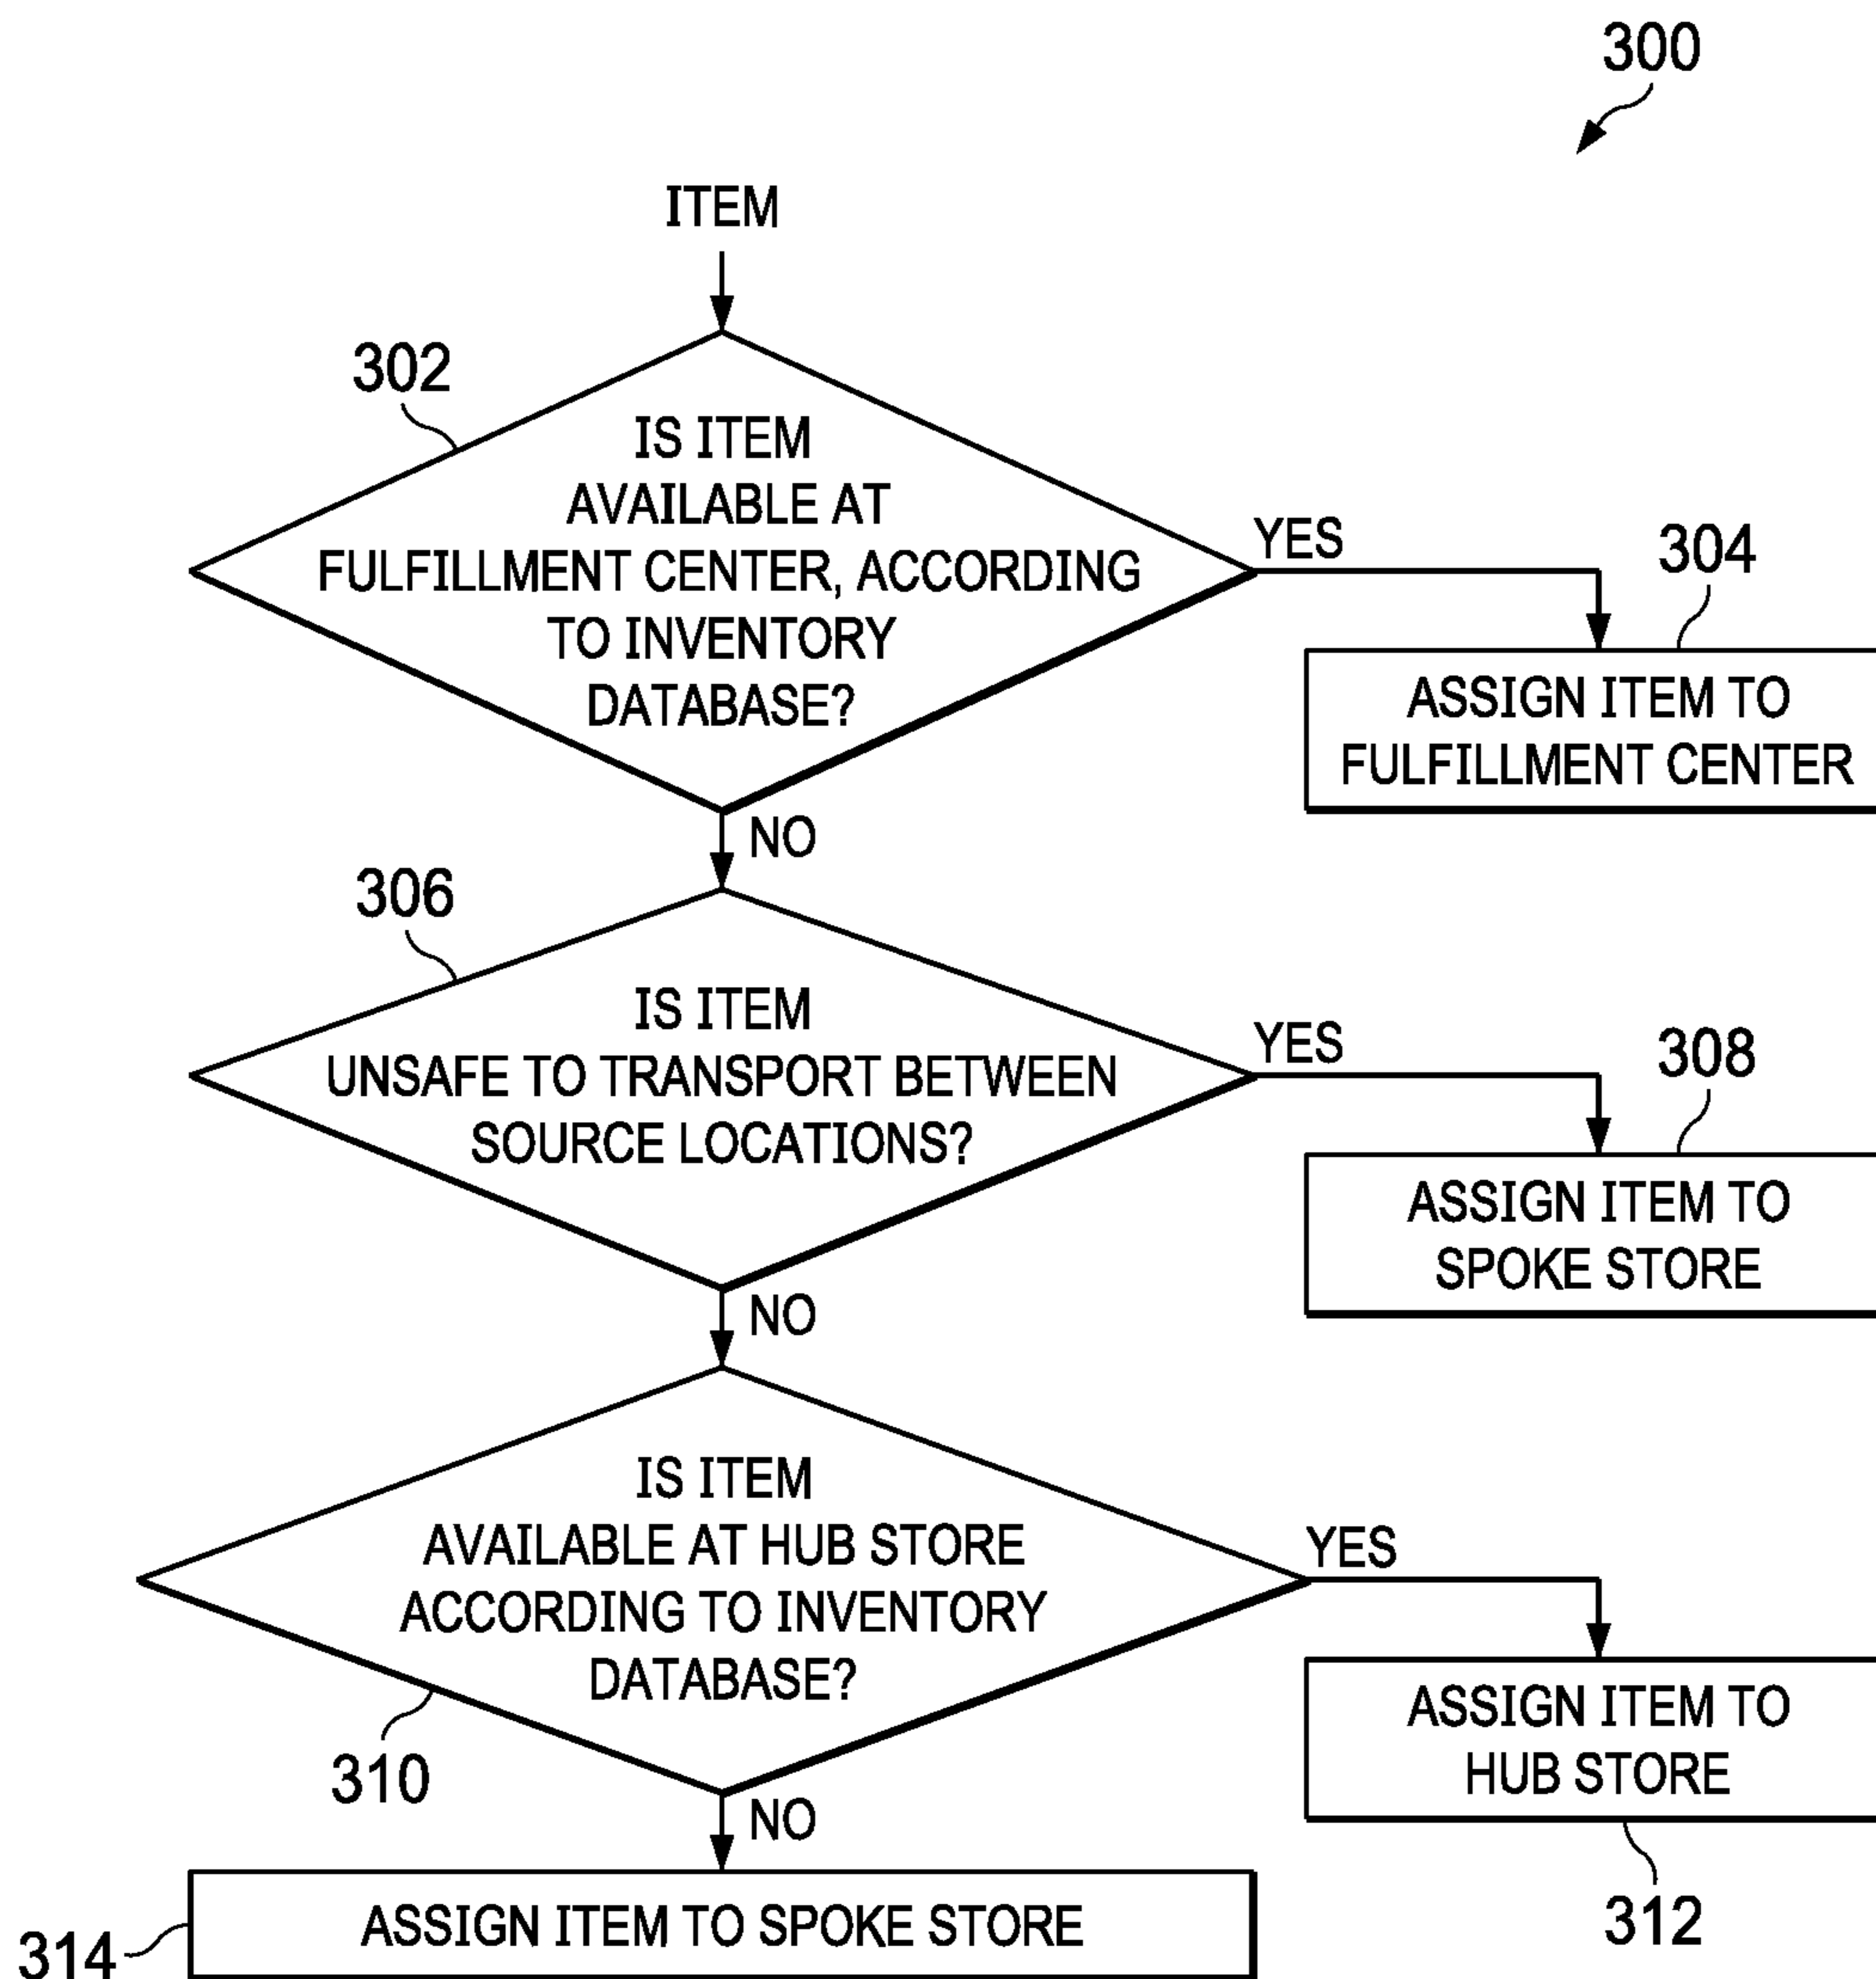 300
ITEM
302
IS ITEM
AVAILABLE AT
FULFILLMENT CENTER, ACCORDING
TO INVENTORY
DATABASE?
YES
304
ASSIGN ITEM TO
FULFILLMENT CENTER
NO
306
IS ITEM
UNSAFE TO TRANSPORT BETWEEN
SOURCE LOCATIONS?
YES
308
ASSIGN ITEM TO
SPOKE STORE
NO
IS ITEM
AVAILABLE AT HUB STORE
ACCORDING TO INVENTORY
DATABASE?
310
YES
ASSIGN ITEM TO
HUB STORE
312
NO
ASSIGN ITEM TO SPOKE STORE
314